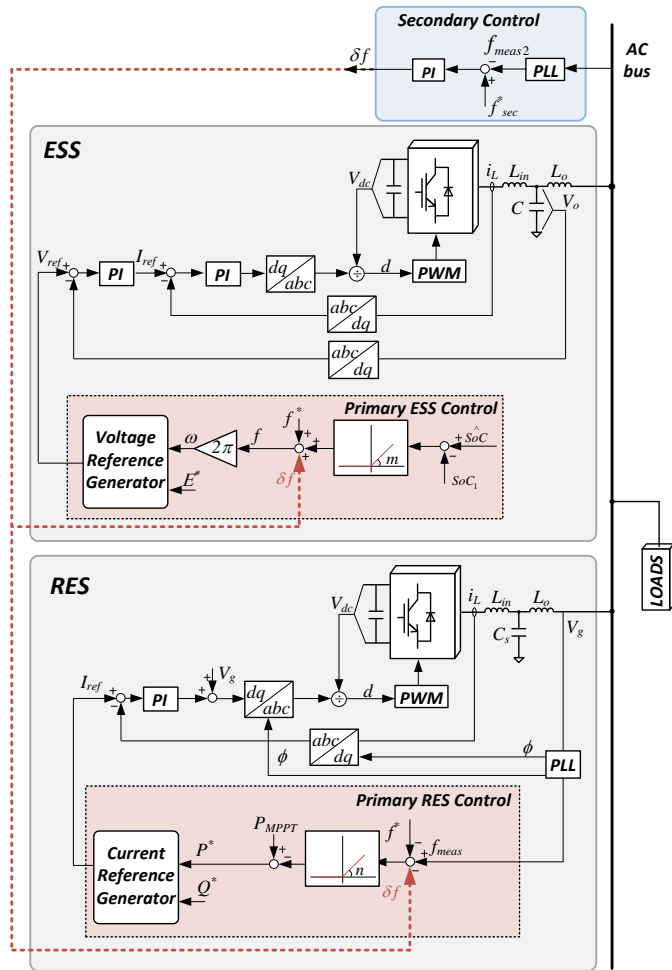 Secondary Control
δf
PI
f_meas2
−
+
f*_sec
PLL
AC
bus
ESS
V_dc
i_L
L_in
L_o
C
V_o
V_ref
+
−
PI
I_ref
+
−
PI
dq
abc
÷
d
PWM
abc
dq
abc
dq
Primary ESS Control
Voltage
Reference
Generator
ω
2π
f
f*
+
+
+
δf
m
+
SoĈ
−
SoC_1
E*
LOADS
RES
V_dc
i_L
L_in
L_o
C_s
V_g
I_ref
+
−
PI
+
+
V_g
dq
abc
÷
d
PWM
ϕ
abc
dq
ϕ
PLL
Primary RES Control
Current
Reference
Generator
P*
P_MPPT
+
−
n
f*
−
+
−
f_meas
δf
Q*